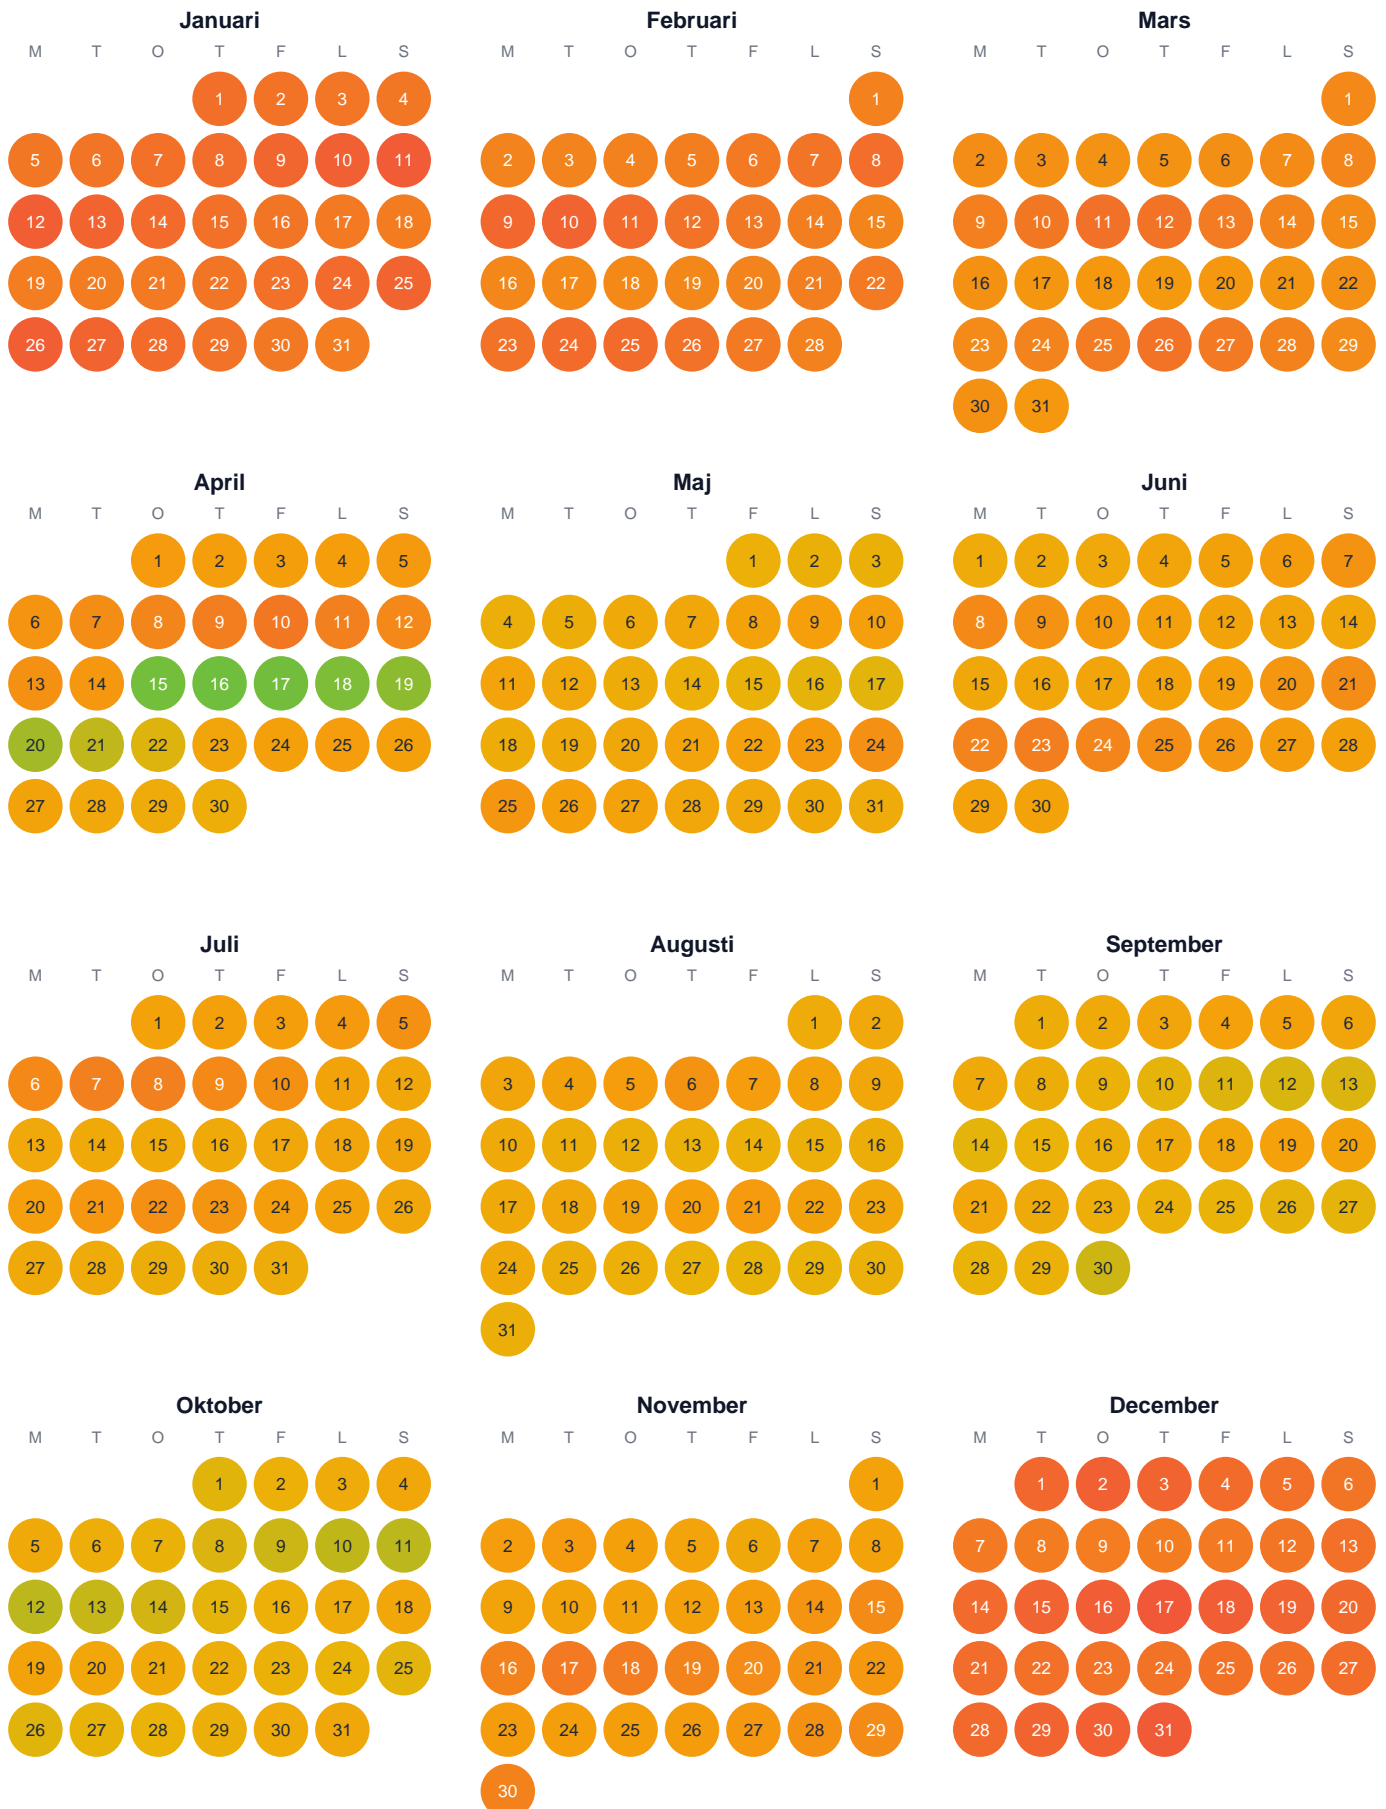 Januari Februari Mars
M T O T F L S M T O T F L S M T O T F L S
1 2 3 4 1 1
5 6 7 8 9 10 11 2 3 4 5 6 7 8 2 3 4 5 6 7 8
12 13 14 15 16 17 18 9 10 11 12 13 14 15 9 10 11 12 13 14 15
19 20 21 22 23 24 25 16 17 18 19 20 21 22 16 17 18 19 20 21 22
26 27 28 29 30 31 23 24 25 26 27 28 23 24 25 26 27 28 29
30 31
April Maj Juni
M T O T F L S M T O T F L S M T O T F L S
1 2 3 4 5 1 2 3 1 2 3 4 5 6 7
6 7 8 9 10 11 12 4 5 6 7 8 9 10 8 9 10 11 12 13 14
13 14 15 16 17 18 19 11 12 13 14 15 16 17 15 16 17 18 19 20 21
20 21 22 23 24 25 26 18 19 20 21 22 23 24 22 23 24 25 26 27 28
27 28 29 30 25 26 27 28 29 30 31 29 30
Juli Augusti September
M T O T F L S M T O T F L S M T O T F L S
1 2 3 4 5 1 2 1 2 3 4 5 6
6 7 8 9 10 11 12 3 4 5 6 7 8 9 7 8 9 10 11 12 13
13 14 15 16 17 18 19 10 11 12 13 14 15 16 14 15 16 17 18 19 20
20 21 22 23 24 25 26 17 18 19 20 21 22 23 21 22 23 24 25 26 27
27 28 29 30 31 24 25 26 27 28 29 30 28 29 30
31
Oktober November December
M T O T F L S M T O T F L S M T O T F L S
1 2 3 4 1 1 2 3 4 5 6
5 6 7 8 9 10 11 2 3 4 5 6 7 8 7 8 9 10 11 12 13
12 13 14 15 16 17 18 9 10 11 12 13 14 15 14 15 16 17 18 19 20
19 20 21 22 23 24 25 16 17 18 19 20 21 22 21 22 23 24 25 26 27
26 27 28 29 30 31 23 24 25 26 27 28 29 28 29 30 31
30